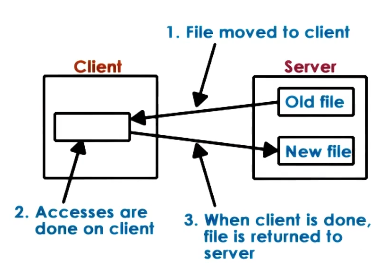 1. File moved to client
Client
Server
Old file
New file
2. Accesses are
done on client
3. When client is done,
file is returned to
server